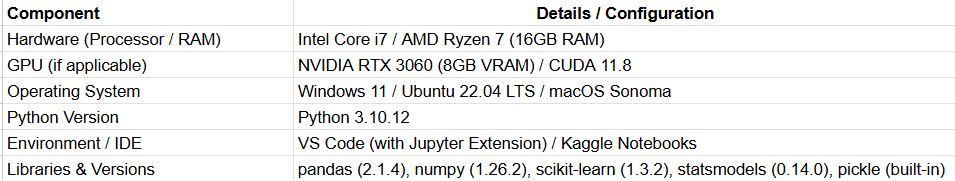 Component Details / Configuration
Hardware (Processor / RAM) Intel Core i7 / AMD Ryzen 7 (16GB RAM)
GPU (if applicable) NVIDIA RTX 3060 (8GB VRAM) / CUDA 11.8
Operating System Windows 11 / Ubuntu 22.04 LTS / macOS Sonoma
Python Version Python 3.10.12
Environment / IDE VS Code (with Jupyter Extension) / Kaggle Notebooks
Libraries & Versions pandas (2.1.4), numpy (1.26.2), scikit-learn (1.3.2), statsmodels (0.14.0), pickle (built-in)